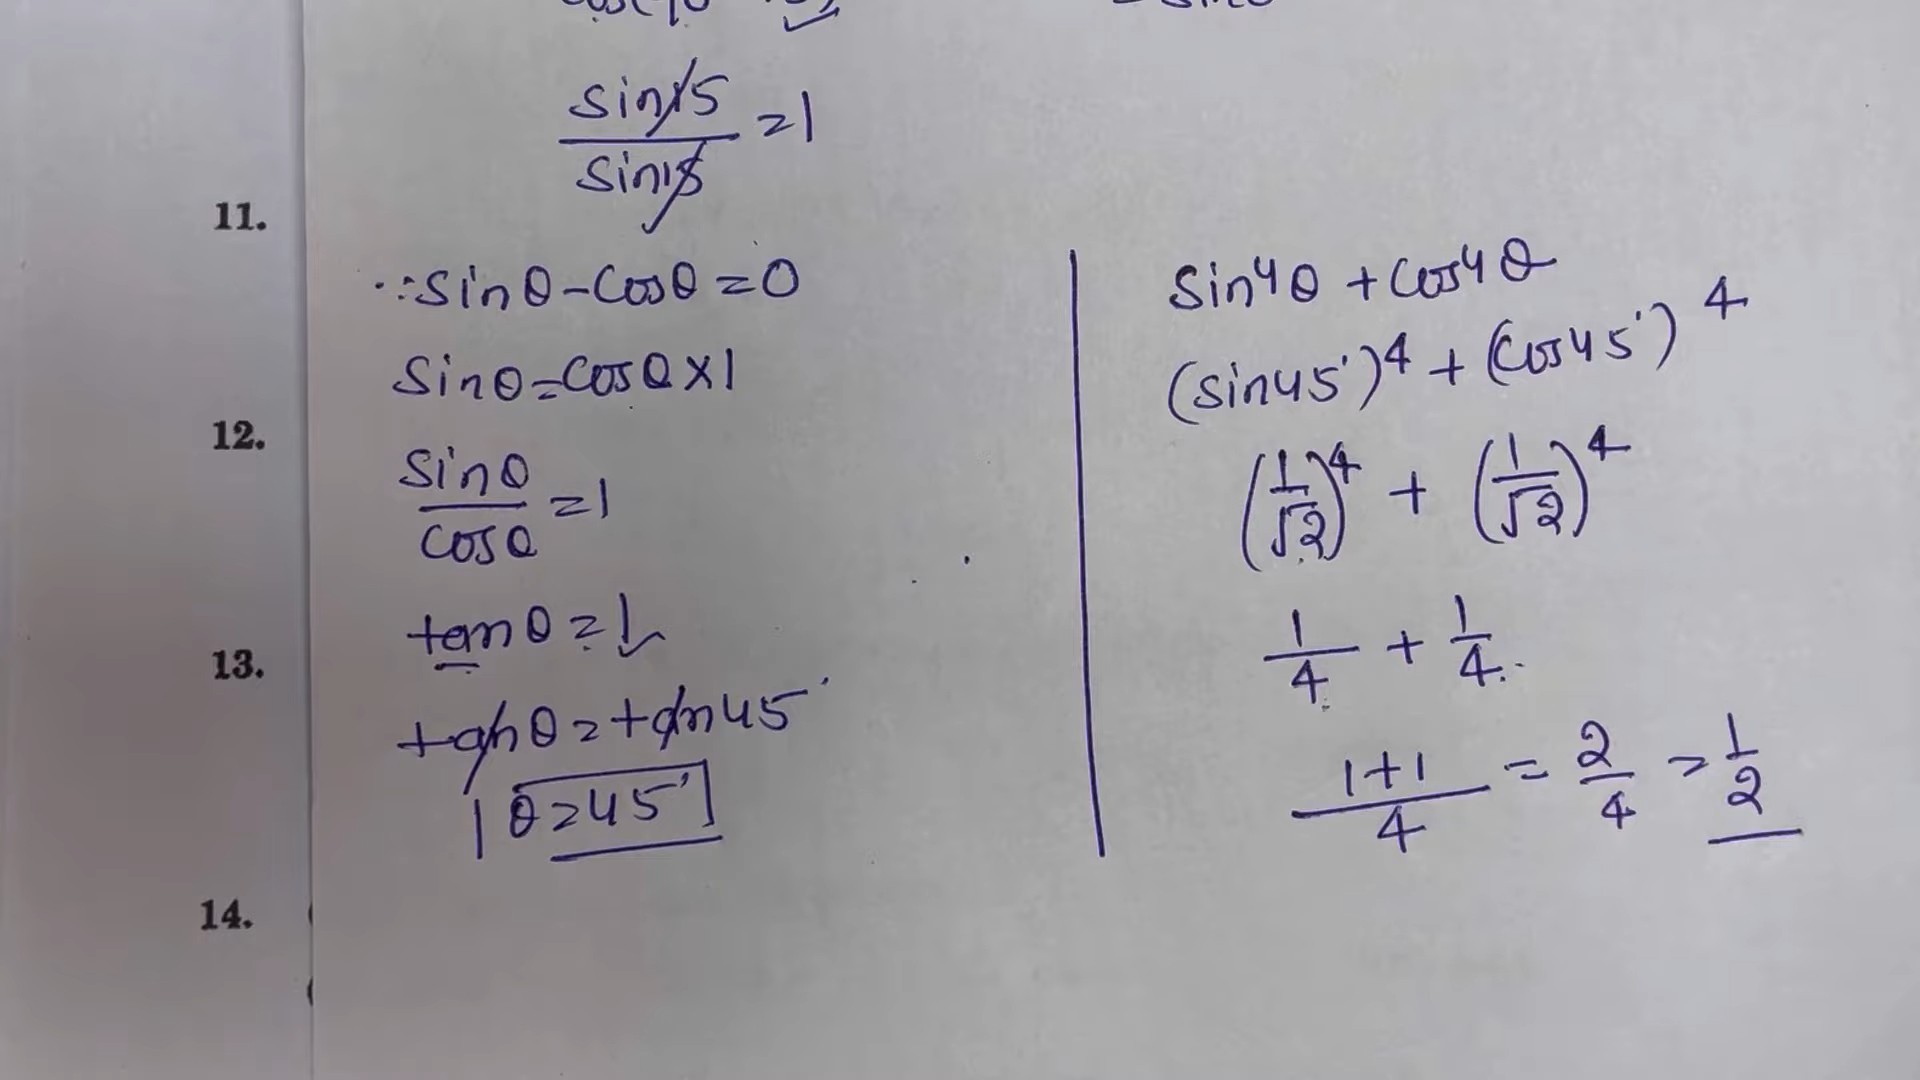 sin15
/ sin15 = 1
11.
∵ sinθ - cosθ = 0
sinθ = cosθ × 1
12.
sinθ / cosθ = 1
tanθ = 1
13.
tanθ = tan45°
θ = 45°
14.
sin⁴θ + cos⁴θ
(sin45°)⁴ + (cos45°)⁴
(1/√2)⁴ + (1/√2)⁴
1/4 + 1/4
1+1/4 = 2/4 = 1/2